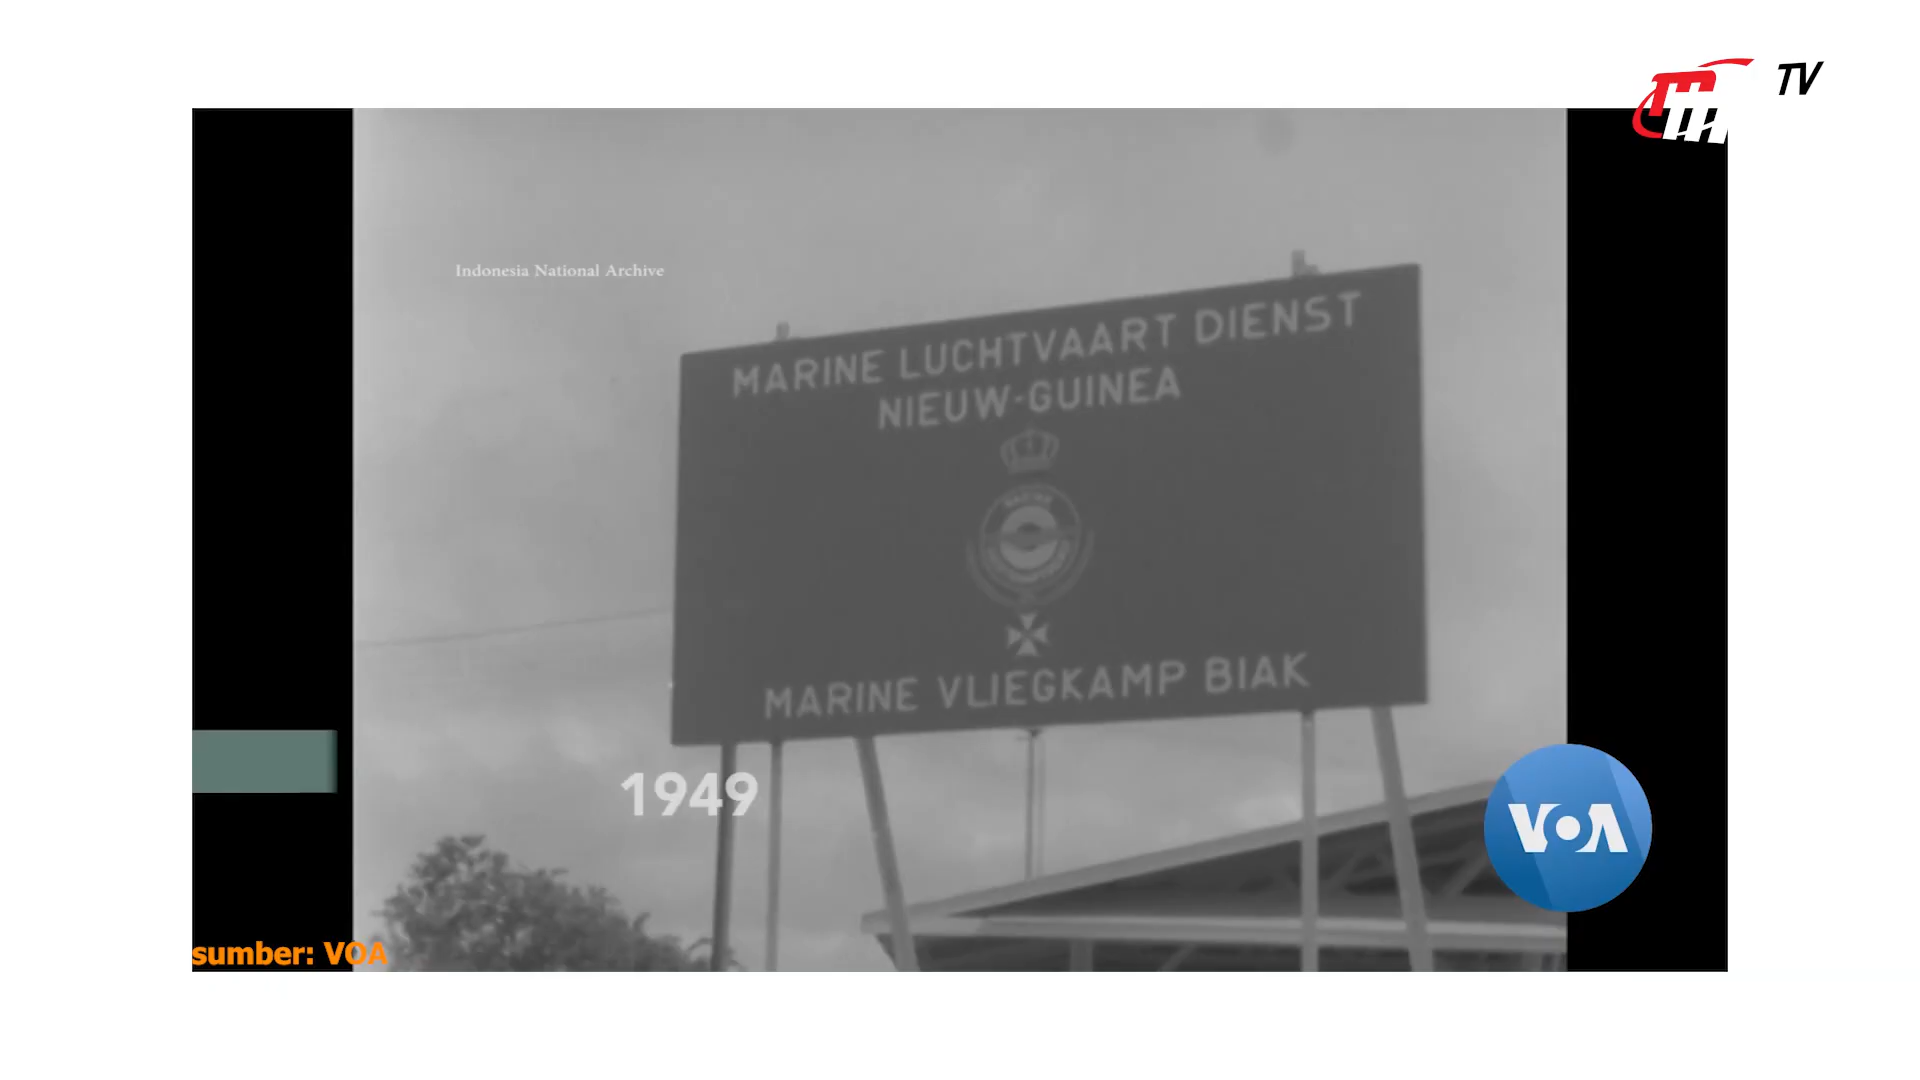 TV
Indonesia National Archive
MARINE LUCHTVAART DIENST
NIEUW-GUINEA
MARINE VLIEGKAMP BIAK
1949
VOA
sumber: VOA